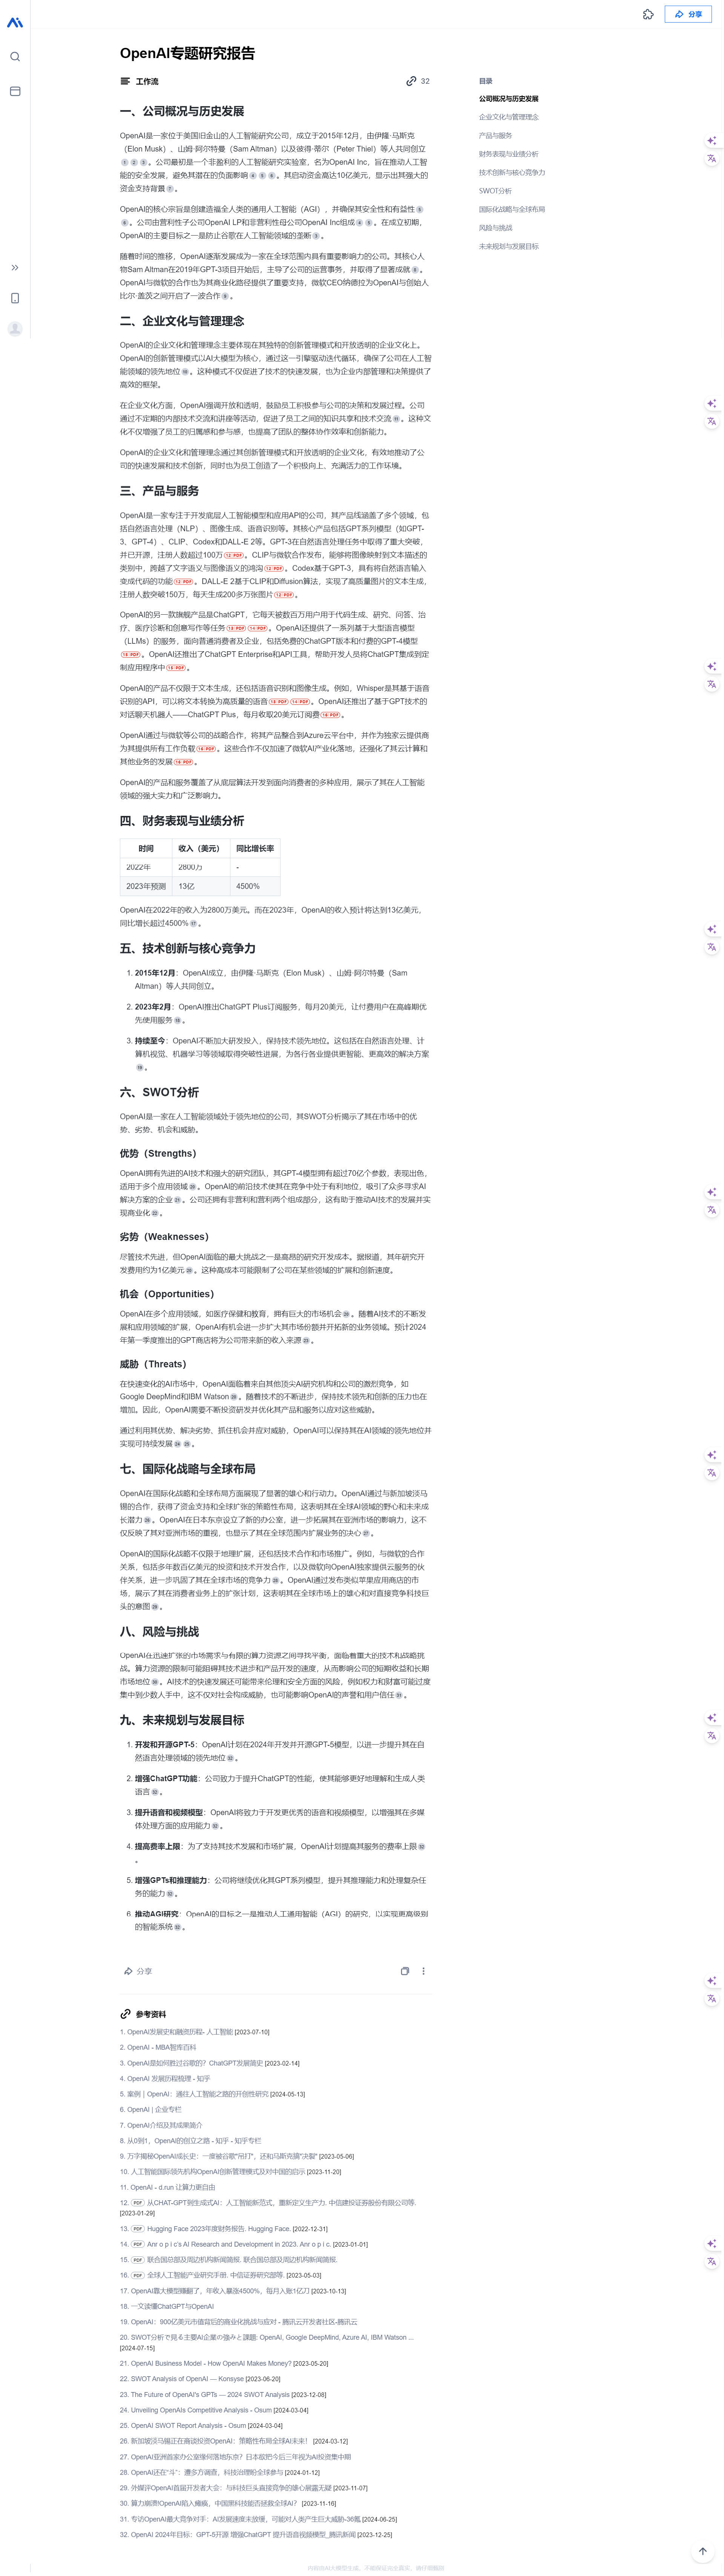 分享
OpenAI专题研究报告
工作流
32
目录
公司概况与历史发展
企业文化与管理理念
产品与服务
财务表现与业绩分析
技术创新与核心竞争力
SWOT分析
国际化战略与全球布局
风险与挑战
未来规划与发展目标
一、公司概况与历史发展
OpenAI是一家位于美国旧金山的人工智能研究公司，成立于2015年12月，由伊隆·马斯克
（Elon Musk）、山姆·阿尔特曼（Sam Altman）以及彼得·蒂尔（Peter Thiel）等人共同创立
1 2 3。公司最初是一个非盈利的人工智能研究实验室，名为OpenAI Inc，旨在推动人工智
能的安全发展，避免其潜在的负面影响 4 5 6。其启动资金高达10亿美元，显示出其强大的
资金支持背景 7。
OpenAI的核心宗旨是创建造福全人类的通用人工智能（AGI），并确保其安全性和有益性
。公司由营利性子公司OpenAI LP和非营利性母公司OpenAI Inc组成。在成立初期，
OpenAI的主要目标之一是防止谷歌在人工智能领域的垄断。
随着时间的推移，OpenAI逐渐发展成为一家在全球范围内具有重要影响力的公司。其核心人
物Sam Altman在2019年GPT-3项目开始后，主导了公司的运营事务，并取得了显著成就。
OpenAI与微软的合作也为其商业化路径提供了重要支持，微软CEO纳德拉为OpenAI与创始人
比尔·盖茨之间开启了一波合作。
二、企业文化与管理理念
OpenAI的企业文化和管理理念主要体现在其独特的创新管理模式和开放透明的企业文化上。
OpenAI的创新管理模式以AI大模型为核心，通过这一引擎驱动迭代循环，确保了公司在人工智
能领域的领先地位 10。这种模式不仅促进了技术的快速发展，也为企业内部管理和决策提供了
高效的框架。
在企业文化方面，OpenAI强调开放和透明，鼓励员工积极参与公司的决策和发展过程。公司
通过不定期的内部技术交流和讲座等活动，促进了员工之间的知识共享和技术交流 11。这种文
化不仅增强了员工的归属感和参与感，也提高了团队的整体协作效率和创新能力。
OpenAI的企业文化和管理理念通过其创新管理模式和开放透明的企业文化，有效地推动了公
司的快速发展和技术创新，同时也为员工创造了一个积极向上、充满活力的工作环境。
三、产品与服务
OpenAI是一家专注于开发底层人工智能模型和应用API的公司，其产品线涵盖了多个领域，包
括自然语言处理（NLP）、图像生成、语音识别等。其核心产品包括GPT系列模型（如GPT-
3、GPT-4）、CLIP、Codex和DALL-E 2等。GPT-3在自然语言处理任务中取得了重大突破，
并已开源，注册人数超过100万 12·PDF。CLIP与微软合作发布，能够将图像映射到文本描述的
类别中，跨越了文字语义与图像语义的鸿沟 12·PDF。Codex基于GPT-3，具有将自然语言输入
变成代码的功能 12·PDF。DALL-E 2基于CLIP和Diffusion算法，实现了高质量图片的文本生成，
注册人数突破150万，每天生成200多万张图片 12·PDF。
OpenAI的另一款旗舰产品是ChatGPT，它每天被数百万用户用于代码生成、研究、问答、治
疗、医疗诊断和创意写作等任务 13·PDF 14·PDF。OpenAI还提供了一系列基于大型语言模型
（LLMs）的服务，面向普通消费者及企业，包括免费的ChatGPT版本和付费的GPT-4模型
15·PDF。OpenAI还推出了ChatGPT Enterprise和API工具，帮助开发人员将ChatGPT集成到定
制应用程序中 15·PDF。
OpenAI的产品不仅限于文本生成，还包括语音识别和图像生成。例如，Whisper是其基于语音
识别的API，可以将文本转换为高质量的语音。OpenAI还推出了基于GPT技术的
对话聊天机器人——ChatGPT Plus，每月收取20美元订阅费 16·PDF。
OpenAI通过与微软等公司的战略合作，将其产品整合到Azure云平台中，并作为独家云提供商
为其提供所有工作负载 16·PDF。这些合作不仅加速了微软AI产业化落地，还强化了其云计算和
其他业务的发展 16·PDF。
OpenAI的产品和服务覆盖了从底层算法开发到面向消费者的多种应用，展示了其在人工智能
领域的强大实力和广泛影响力。
四、财务表现与业绩分析
时间 收入（美元） 同比增长率
2022年 2800万 -
2023年预测 13亿 4500%
OpenAI在2022年的收入为2800万美元。而在2023年，OpenAI的收入预计将达到13亿美元，
同比增长超过4500% 17。
五、技术创新与核心竞争力
1. 2015年12月：OpenAI成立，由伊隆·马斯克（Elon Musk）、山姆·阿尔特曼（Sam
Altman）等人共同创立。
2. 2023年2月：OpenAI推出ChatGPT Plus订阅服务，每月20美元，让付费用户在高峰期优
先使用服务 18。
3. 持续至今：OpenAI不断加大研发投入，保持技术领先地位。这包括在自然语言处理、计
算机视觉、机器学习等领域取得突破性进展，为各行各业提供更智能、更高效的解决方案
19。
六、SWOT分析
OpenAI是一家在人工智能领域处于领先地位的公司，其SWOT分析揭示了其在市场中的优
势、劣势、机会和威胁。
优势（Strengths）
OpenAI拥有先进的AI技术和强大的研究团队，其GPT-4模型拥有超过70亿个参数，表现出色，
适用于多个应用领域 20。OpenAI的前沿技术使其在竞争中处于有利地位，吸引了众多寻求AI
解决方案的企业 21。公司还拥有非营利和营利两个组成部分，这有助于推动AI技术的发展并实
现商业化 22。
劣势（Weaknesses）
尽管技术先进，但OpenAI面临的最大挑战之一是高昂的研究开发成本。据报道，其年研究开
发费用约为1亿美元 20。这种高成本可能限制了公司在某些领域的扩展和创新速度。
机会（Opportunities）
OpenAI在多个应用领域，如医疗保健和教育，拥有巨大的市场机会 20。随着AI技术的不断发
展和应用领域的扩展，OpenAI有机会进一步扩大其市场份额并开拓新的业务领域。预计2024
年第一季度推出的GPT商店将为公司带来新的收入来源 23。
威胁（Threats）
在快速变化的AI市场中，OpenAI面临着来自其他顶尖AI研究机构和公司的激烈竞争，如
Google DeepMind和IBM Watson 20。随着技术的不断进步，保持技术领先和创新的压力也在
增加。因此，OpenAI需要不断投资研发并优化其产品和服务以应对这些威胁。
通过利用其优势、解决劣势、抓住机会并应对威胁，OpenAI可以保持其在AI领域的领先地位并
实现可持续发展 24 25。
七、国际化战略与全球布局
OpenAI在国际化战略和全球布局方面展现了显著的雄心和行动力。OpenAI通过与新加坡淡马
锡的合作，获得了资金支持和全球扩张的策略性布局，这表明其在全球AI领域的野心和未来成
长潜力 26。OpenAI在日本东京设立了新的办公室，进一步拓展其在亚洲市场的影响力，这不
仅反映了其对亚洲市场的重视，也显示了其在全球范围内扩展业务的决心 27。
OpenAI的国际化战略不仅限于地理扩展，还包括技术合作和市场推广。例如，与微软的合作
关系，包括多年数百亿美元的投资和技术开发合作，以及微软向OpenAI独家提供云服务的伙
伴关系，进一步巩固了其在全球市场的竞争力 28。OpenAI通过发布类似苹果应用商店的市
场，展示了其在消费者业务上的扩张计划，这表明其在全球市场上的雄心和对直接竞争科技巨
头的意图 29。
八、风险与挑战
OpenAI在迅速扩张的市场需求与有限的算力资源之间寻找平衡，面临着重大的技术和战略挑
战。算力资源的限制可能阻碍其技术进步和产品开发的速度，从而影响公司的短期收益和长期
市场地位 30。AI技术的快速发展还可能带来伦理和安全方面的风险，例如权力和财富可能过度
集中到少数人手中，这不仅对社会构成威胁，也可能影响OpenAI的声誉和用户信任 31。
九、未来规划与发展目标
1. 开发和开源GPT-5：OpenAI计划在2024年开发并开源GPT-5模型，以进一步提升其在自
然语言处理领域的领先地位 32。
2. 增强ChatGPT功能：公司致力于提升ChatGPT的性能，使其能够更好地理解和生成人类
语言 32。
3. 提升语音和视频模型：OpenAI将致力于开发更优秀的语音和视频模型，以增强其在多媒
体处理方面的应用能力 32。
4. 提高费率上限：为了支持其技术发展和市场扩展，OpenAI计划提高其服务的费率上限 32
。
5. 增强GPTs和推理能力：公司将继续优化其GPT系列模型，提升其推理能力和处理复杂任
务的能力 32。
6. 推动AGI研究：OpenAI的目标之一是推动人工通用智能（AGI）的研究，以实现更高级别
的智能系统 32。
分享
参考资料
1. OpenAI发展史和融资历程- 人工智能 [2023-07-10]
2. OpenAI - MBA智库百科
3. OpenAI是如何胜过谷歌的？ChatGPT发展简史 [2023-02-14]
4. OpenAI 发展历程梳理 - 知乎
5. 案例 | OpenAI：通往人工智能之路的开创性研究 [2024-05-13]
6. OpenAI | 企业专栏
7. OpenAI介绍及其成果简介
8. 从0到1，OpenAI的创立之路 - 知乎 - 知乎专栏
9. 万字揭秘OpenAI成长史：一度被谷歌"吊打"，还和马斯克搞"决裂" [2023-05-06]
10. 人工智能国际领先机构OpenAI创新管理模式及对中国的启示 [2023-11-20]
11. OpenAI - d.run 让算力更自由
12. PDF 从CHAT-GPT到生成式AI：人工智能新范式，重新定义生产力. 中信建投证券股份有限公司等.
[2023-01-29]
13. PDF Hugging Face 2023年度财务报告. Hugging Face. [2022-12-31]
14. PDF Anr o p i c's AI Research and Development in 2023. Anr o p i c. [2023-01-01]
15. PDF 联合国总部及周边机构新闻简报. 联合国总部及周边机构新闻简报.
16. PDF 全球人工智能产业研究手册. 中信证券研究部等. [2023-05-03]
17. OpenAI靠大模型赚翻了，年收入暴涨4500%，每月入账1亿刀 [2023-10-13]
18. 一文读懂ChatGPT与OpenAI
19. OpenAI：900亿美元市值背后的商业化挑战与应对 - 腾讯云开发者社区-腾讯云
20. SWOT分析で見る主要AI企業の強みと課題: OpenAI, Google DeepMind, Azure AI, IBM Watson ...
[2024-07-15]
21. OpenAI Business Model - How OpenAI Makes Money? [2023-05-20]
22. SWOT Analysis of OpenAI — Konsyse [2023-06-20]
23. The Future of OpenAI's GPTs — 2024 SWOT Analysis [2023-12-08]
24. Unveiling OpenAIs Competitive Analysis - Osum [2024-03-04]
25. OpenAI SWOT Report Analysis - Osum [2024-03-04]
26. 新加坡淡马锡正在商谈投资OpenAI：策略性布局全球AI未来！ [2024-03-12]
27. OpenAI亚洲首家办公室缘何落地东京？日本欲把今后三年视为AI投资集中期
28. OpenAI还在"斗"：遭多方调查，科技治理盼全球参与 [2024-01-12]
29. 外媒评OpenAI首届开发者大会：与科技巨头直接竞争的雄心展露无疑 [2023-11-07]
30. 算力崩溃!OpenAI陷入瘫痪，中国黑科技能否拯救全球AI？ [2023-11-16]
31. 专访OpenAI最大竞争对手：AI发展速度未放缓，可能对人类产生巨大威胁-36氪 [2024-06-25]
32. OpenAI 2024年目标：GPT-5开源 增强ChatGPT 提升语音视频模型_腾讯新闻 [2023-12-25]